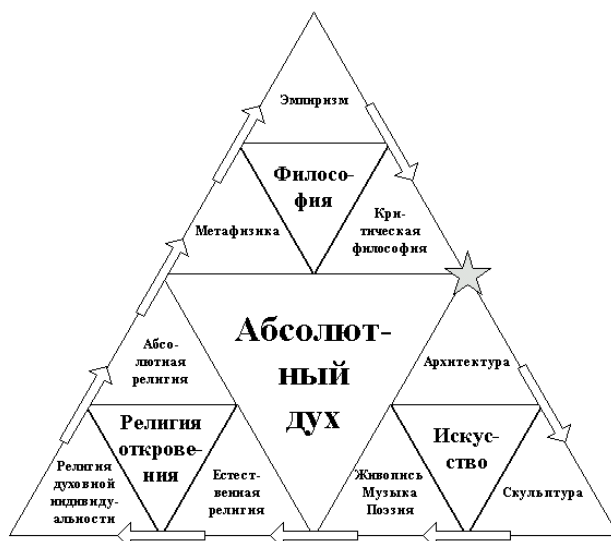 Эмпиризм
Филосо-
фия
Метафизика
Кри-
тическая
философия
Абсолют-
ный
дух
Абсо-
лютная
религия
Архитектура
Религия
открове-
ния
Искус-
ство
Религия
духовной
индивиду-
альности
Естест-
венная
религия
Живопись
Музыка
Поэзия
Скульптура